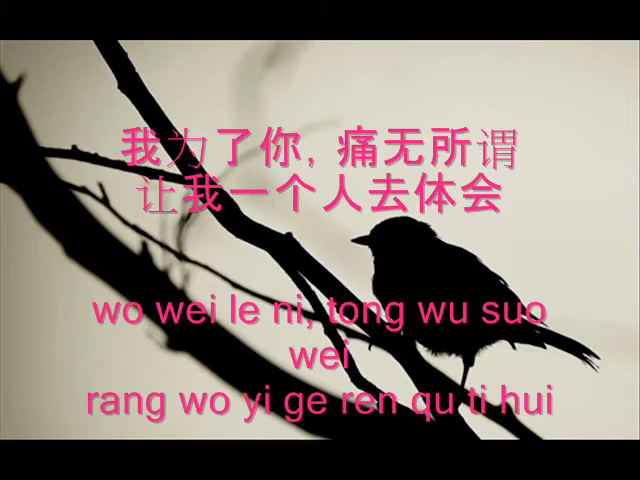 我为了你, 痛无所谓
让我一个人去体会
wo wei le ni, tong wu suo
wei
rang wo yi ge ren qu ti hui